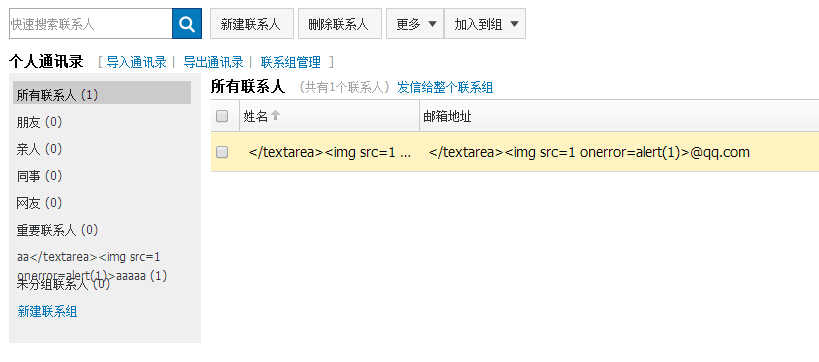 快速搜索联系人 新建联系人 删除联系人 更多 加入到组
个人通讯录 [ 导入通讯录 | 导出通讯录 | 联系组管理 ]
所有联系人 (1)
朋友 (0)
亲人 (0)
同事 (0)
网友 (0)
重要联系人 (0)
aa</textarea><img src=1
onerror=alert(1)>aaaaa (1)
未分组联系人 (0)
新建联系组
所有联系人 (共有1个联系人) 发信给整个联系组
姓名 邮箱地址
</textarea><img src=1 ... </textarea><img src=1 onerror=alert(1)>@qq.com